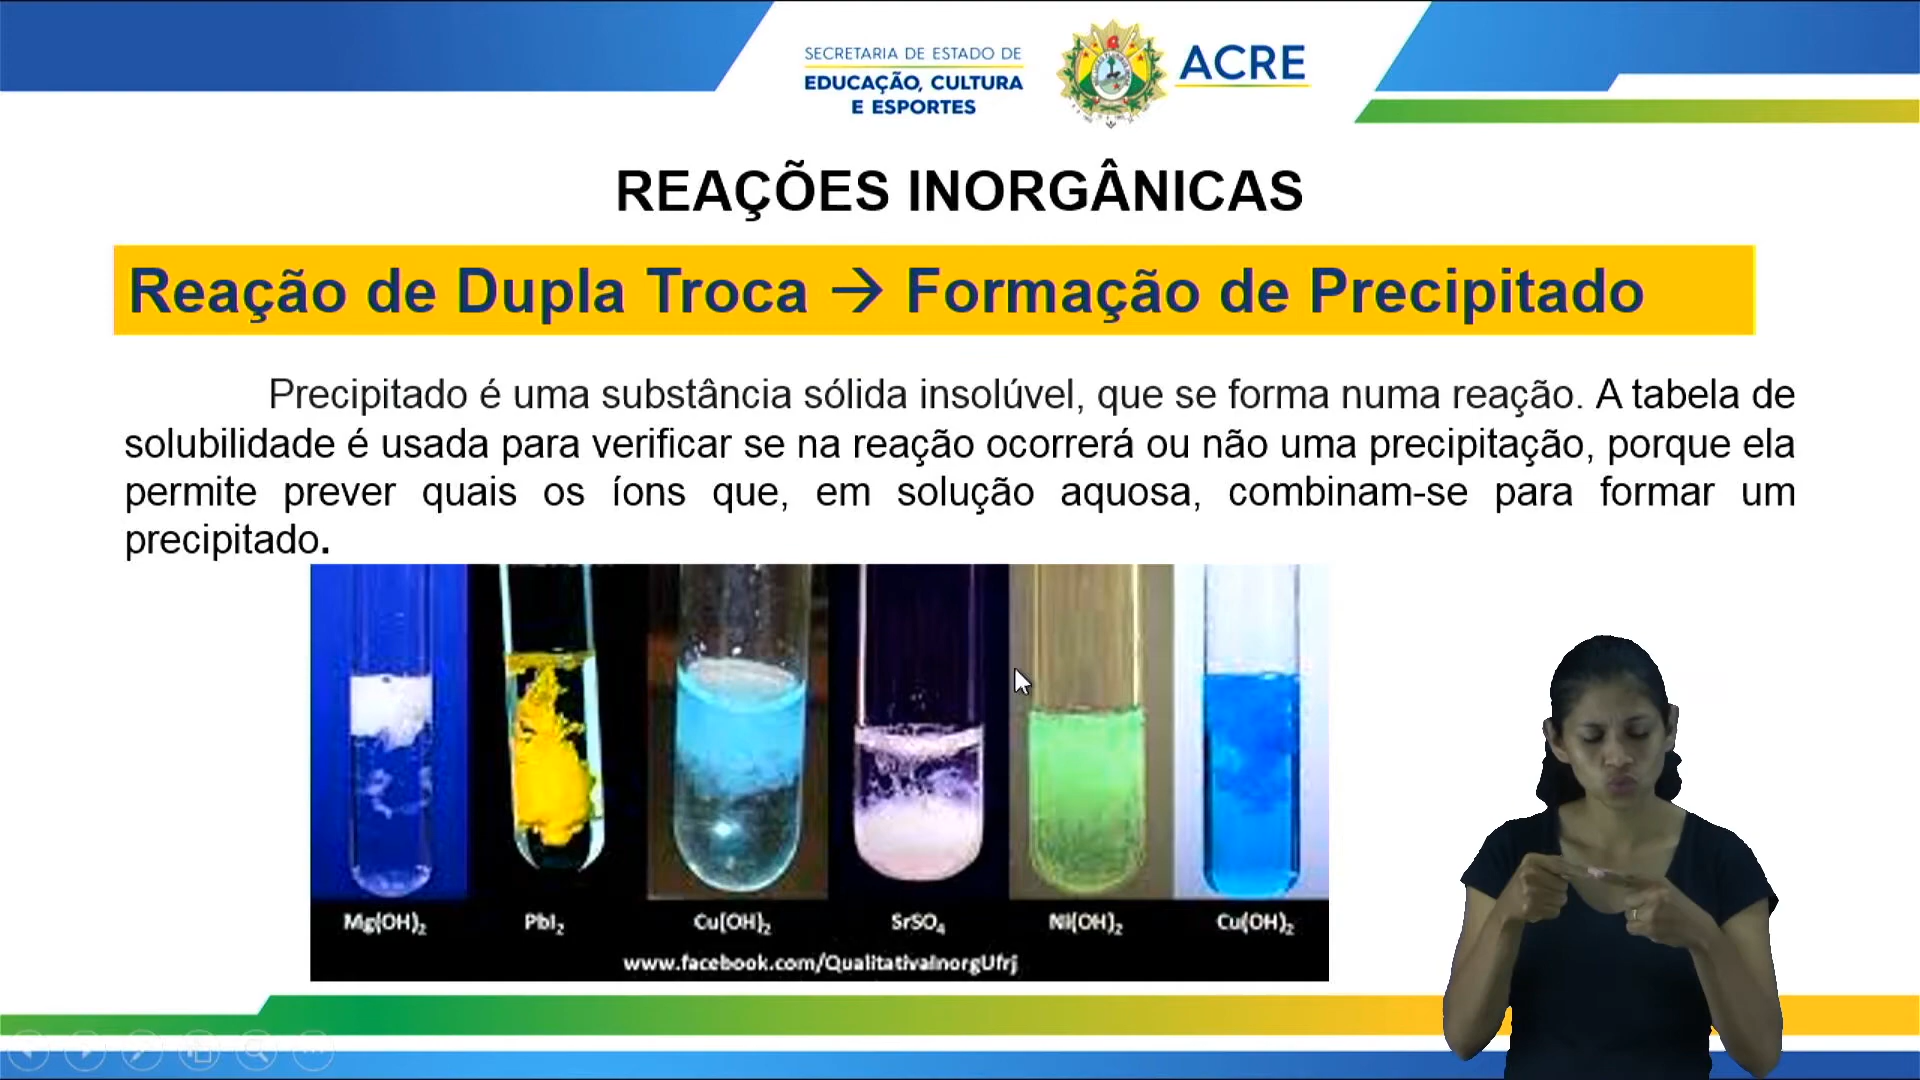 SECRETARIA DE ESTADO DE
EDUCAÇÃO, CULTURA
E ESPORTES
ACRE
REAÇÕES INORGÂNICAS
Reação de Dupla Troca → Formação de Precipitado
Precipitado é uma substância sólida insolúvel, que se forma numa reação. A tabela de
solubilidade é usada para verificar se na reação ocorrerá ou não uma precipitação, porque ela
permite prever quais os íons que, em solução aquosa, combinam-se para formar um
precipitado.
Mg(OH)₂ PbI₂ Cu(OH)₂ SrSO₄ Ni(OH)₂ Cu(OH)₂
www.facebook.com/QualitativaInorgUfrj